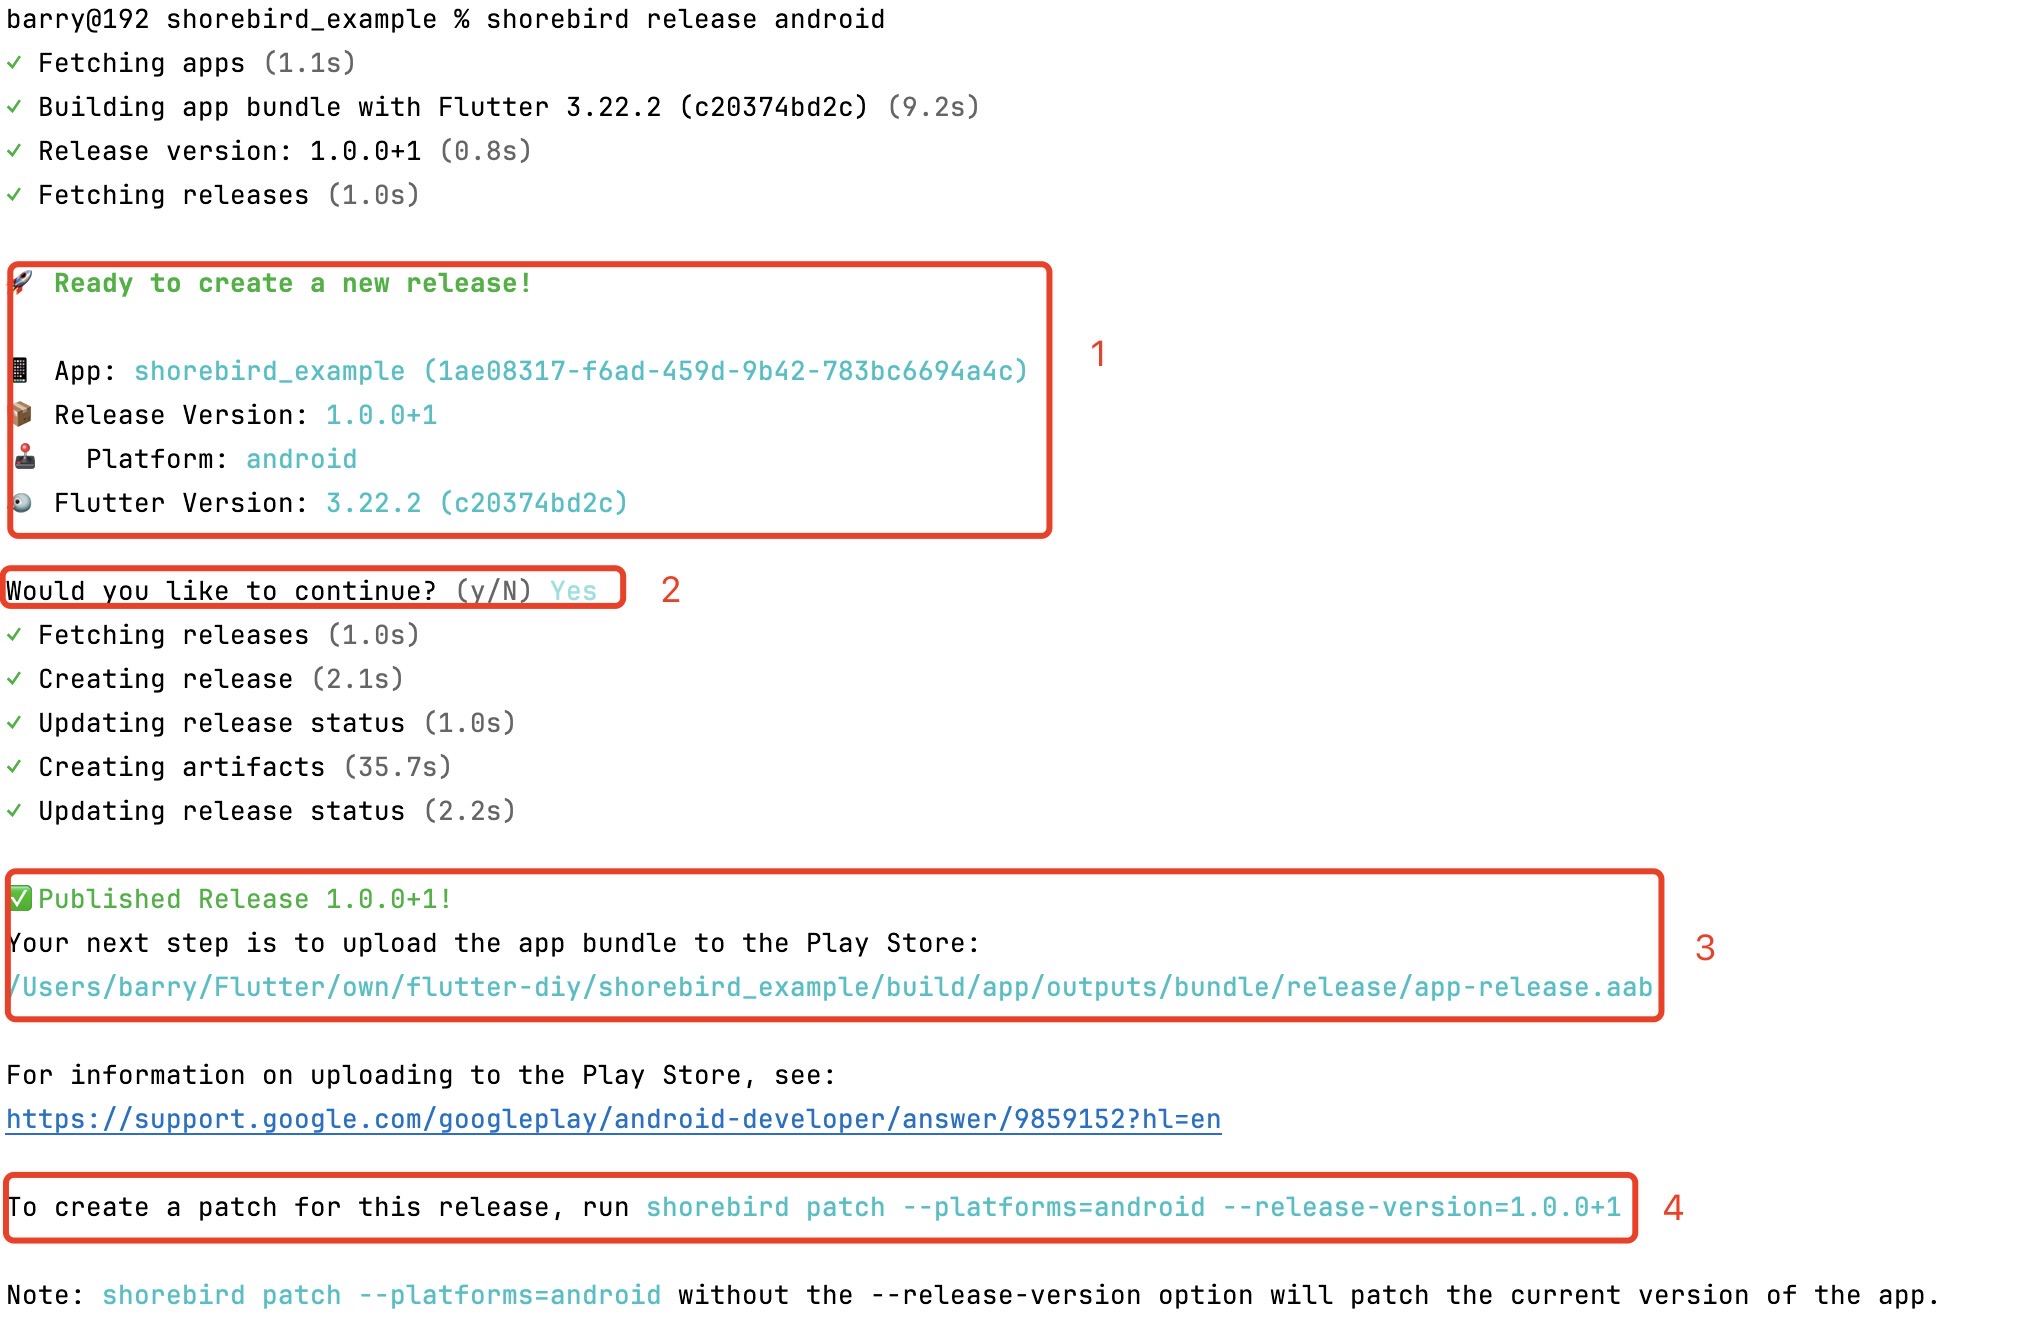 barry@192 shorebird_example % shorebird release android
✓ Fetching apps (1.1s)
✓ Building app bundle with Flutter 3.22.2 (c20374bd2c) (9.2s)
✓ Release version: 1.0.0+1 (0.8s)
✓ Fetching releases (1.0s)
🚀 Ready to create a new release!
1
📱 App: shorebird_example (1ae08317-f6ad-459d-9b42-783bc6694a4c)
📦 Release Version: 1.0.0+1
🕹️ Platform: android
🐦 Flutter Version: 3.22.2 (c20374bd2c)
Would you like to continue? (y/N) Yes 2
✓ Fetching releases (1.0s)
✓ Creating release (2.1s)
✓ Updating release status (1.0s)
✓ Creating artifacts (35.7s)
✓ Updating release status (2.2s)
✅ Published Release 1.0.0+1!
Your next step is to upload the app bundle to the Play Store: 3
/Users/barry/Flutter/own/flutter-diy/shorebird_example/build/app/outputs/bundle/release/app-release.aab
For information on uploading to the Play Store, see:
https://support.google.com/googleplay/android-developer/answer/9859152?hl=en
To create a patch for this release, run shorebird patch --platforms=android --release-version=1.0.0+1 4
Note: shorebird patch --platforms=android without the --release-version option will patch the current version of the app.